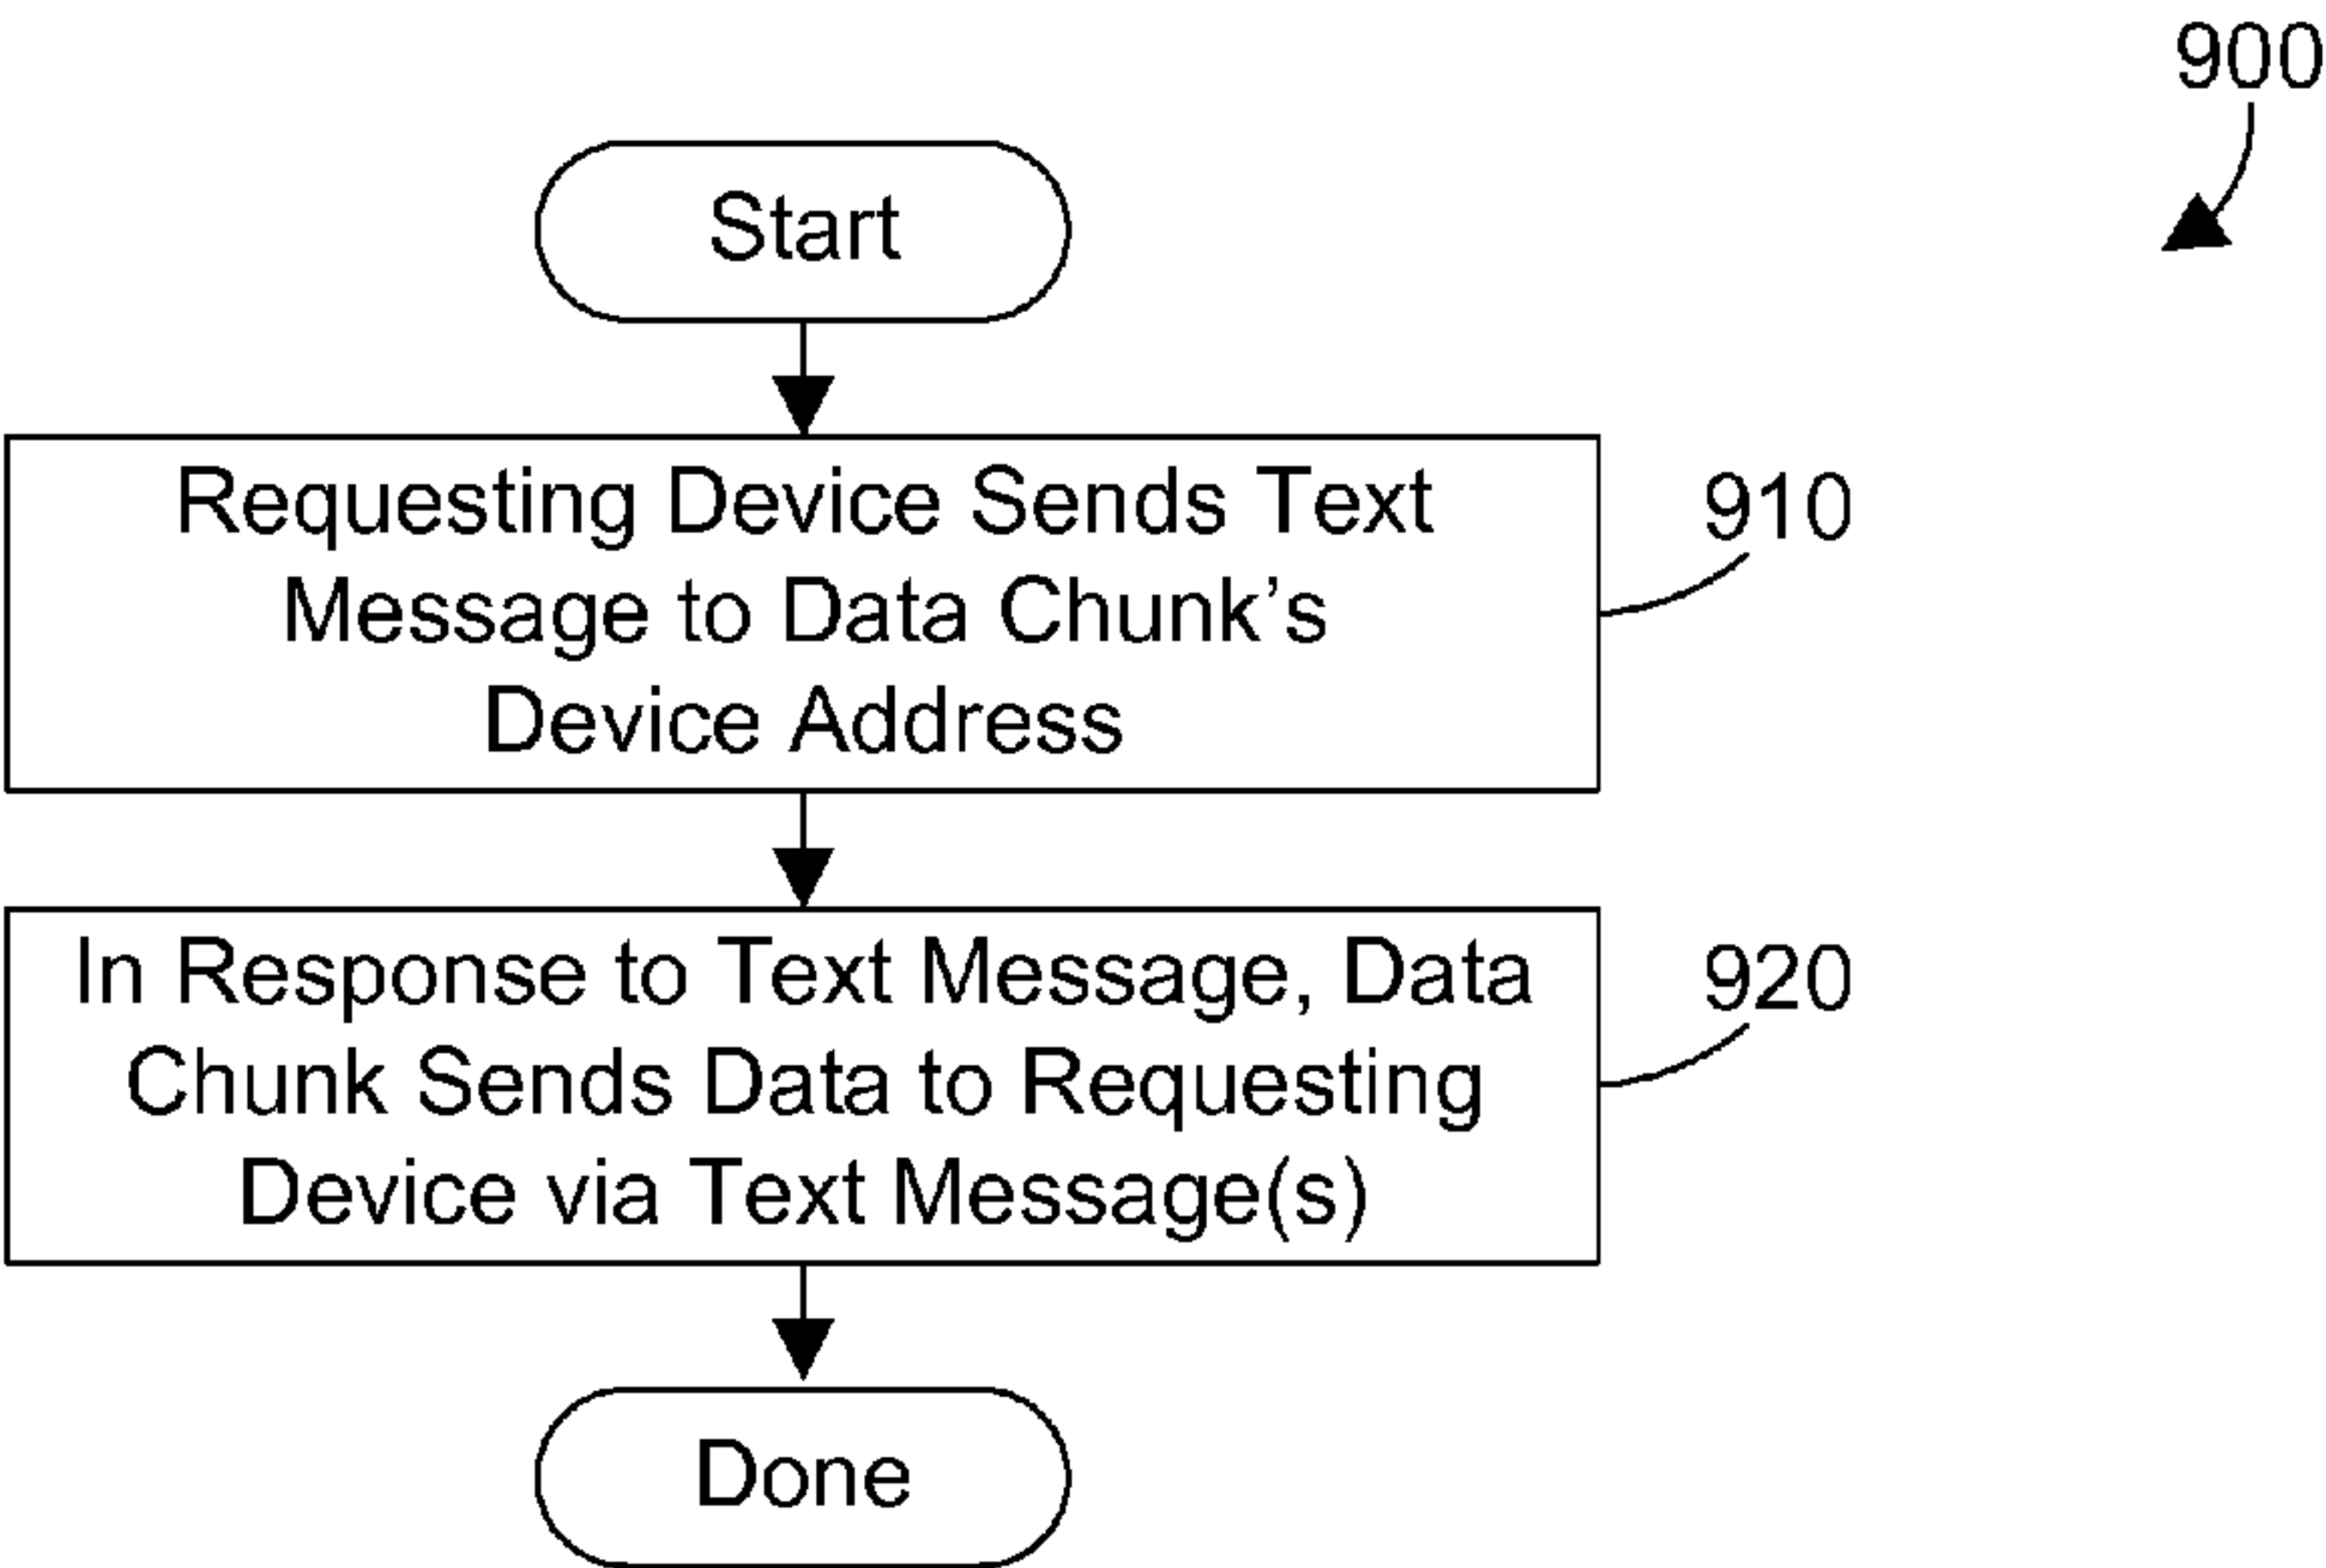 900
Start
Requesting Device Sends Text
Message to Data Chunk’s
Device Address
910
In Response to Text Message, Data
Chunk Sends Data to Requesting
Device via Text Message(s)
920
Done